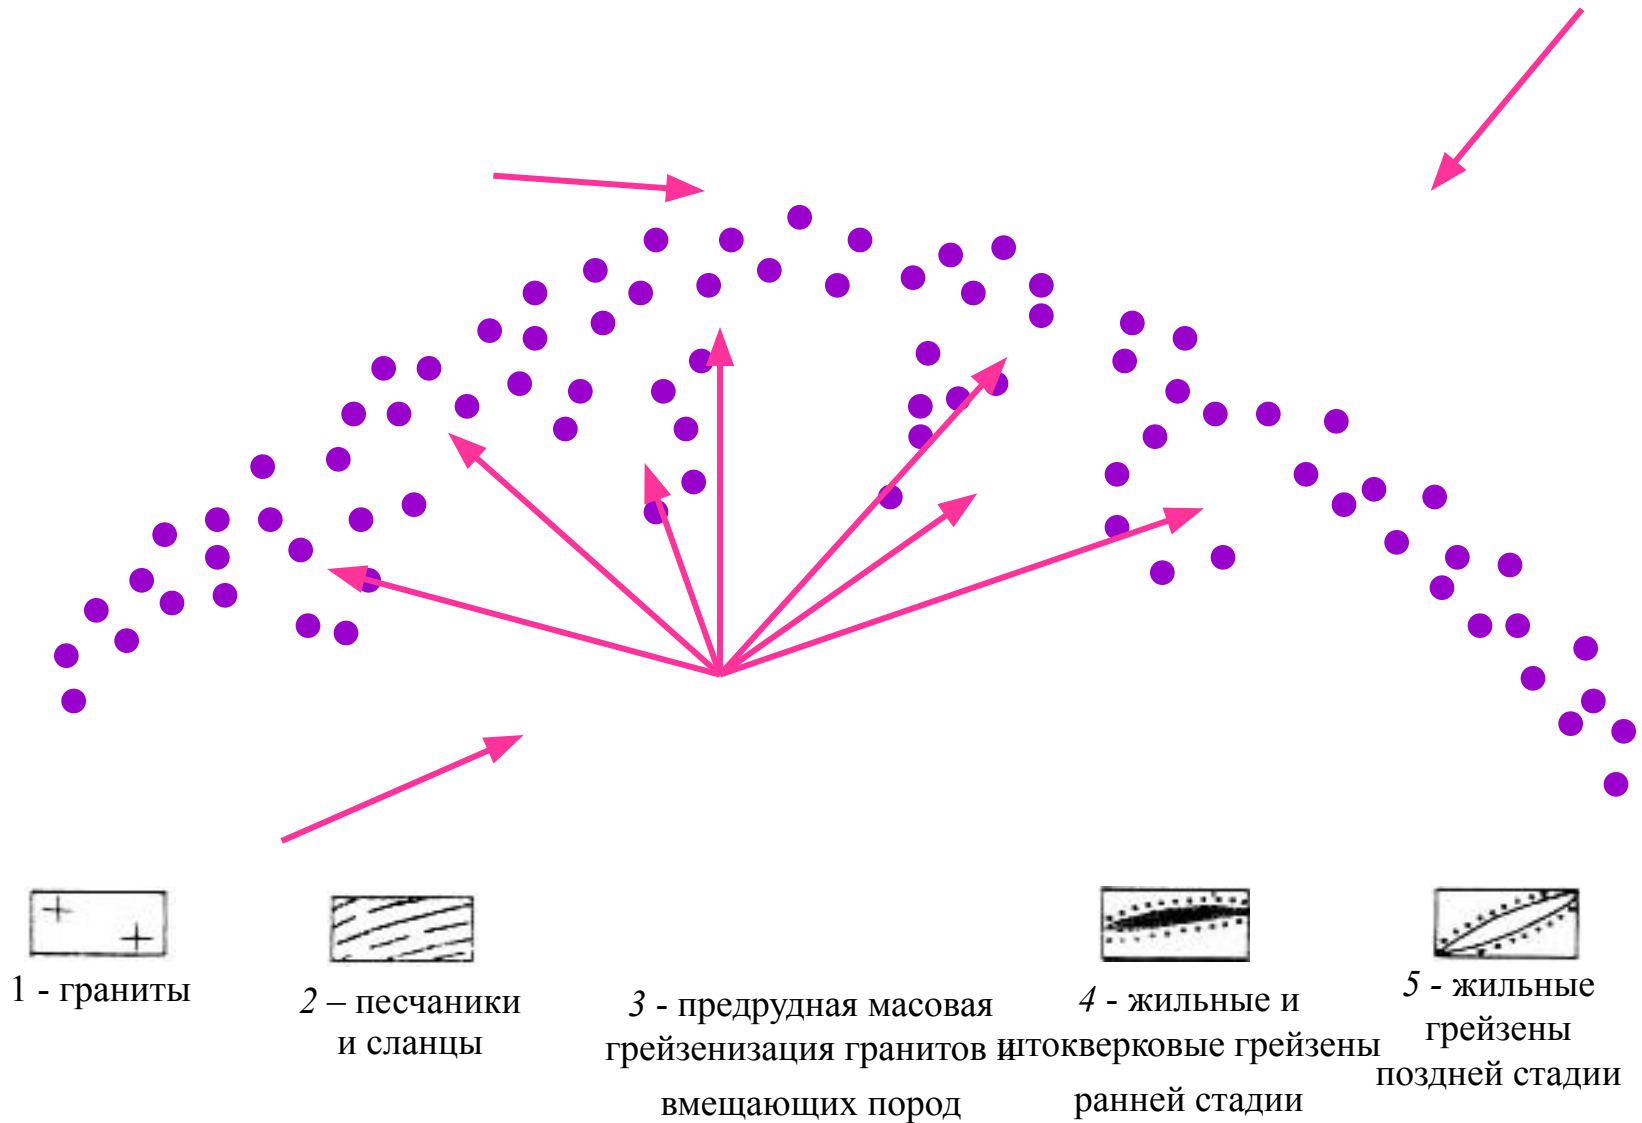 1 - граниты
2 – песчаники
и сланцы
3 - предрудная масовая
грейзенизация гранитов и
вмещающих пород
4 - жильные и
штокверковые грейзены
ранней стадии
5 - жильные
грейзены
поздней стадии